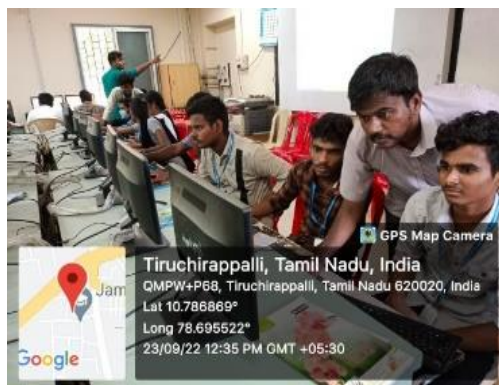 GPS Map Camera
Jam
Google
Tiruchirappalli, Tamil Nadu, India
QMPW+P68, Tiruchirappalli, Tamil Nadu 620020, India
Lat 10.786869°
Long 78.695522°
23/09/22 12:35 PM GMT +05:30